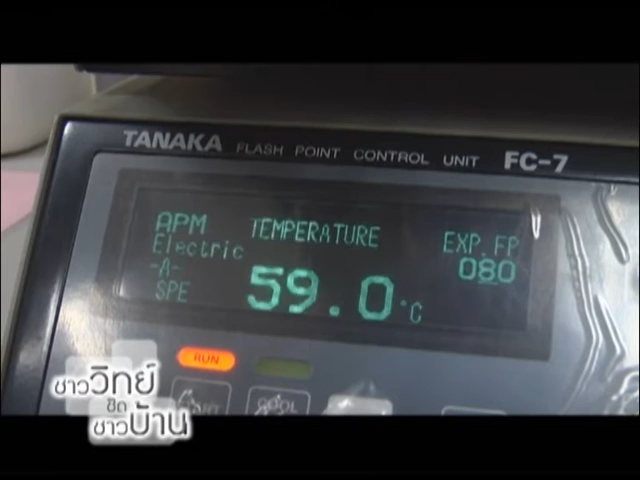 TANAKA FLASH POINT CONTROL UNIT FC-7
APM TEMPERATURE EXP. FP
Electric 080
-A- 59.0 °C
SPE
RUN
COOL
ชาววิทย์
ชิด
ชาวบ้าน